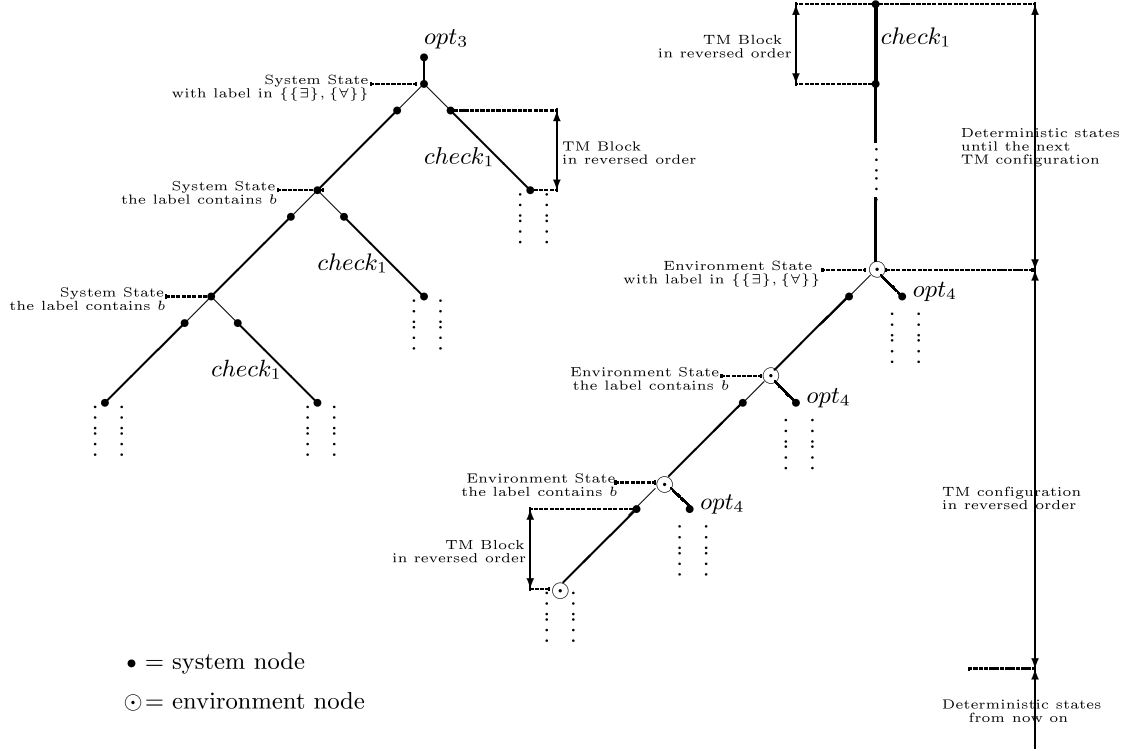 opt₃
System State
with label in {{∃}, {∀}}
check₁
TM Block
in reversed order
System State
the label contains b
check₁
System State
the label contains b
check₁
TM Block
in reversed order
check₁
Deterministic states
until the next
TM configuration
Environment State
with label in {{∃}, {∀}}
opt₄
Environment State
the label contains b
opt₄
Environment State
the label contains b
opt₄
TM Block
in reversed order
TM configuration
in reversed order
Deterministic states
from now on
= system node
= environment node